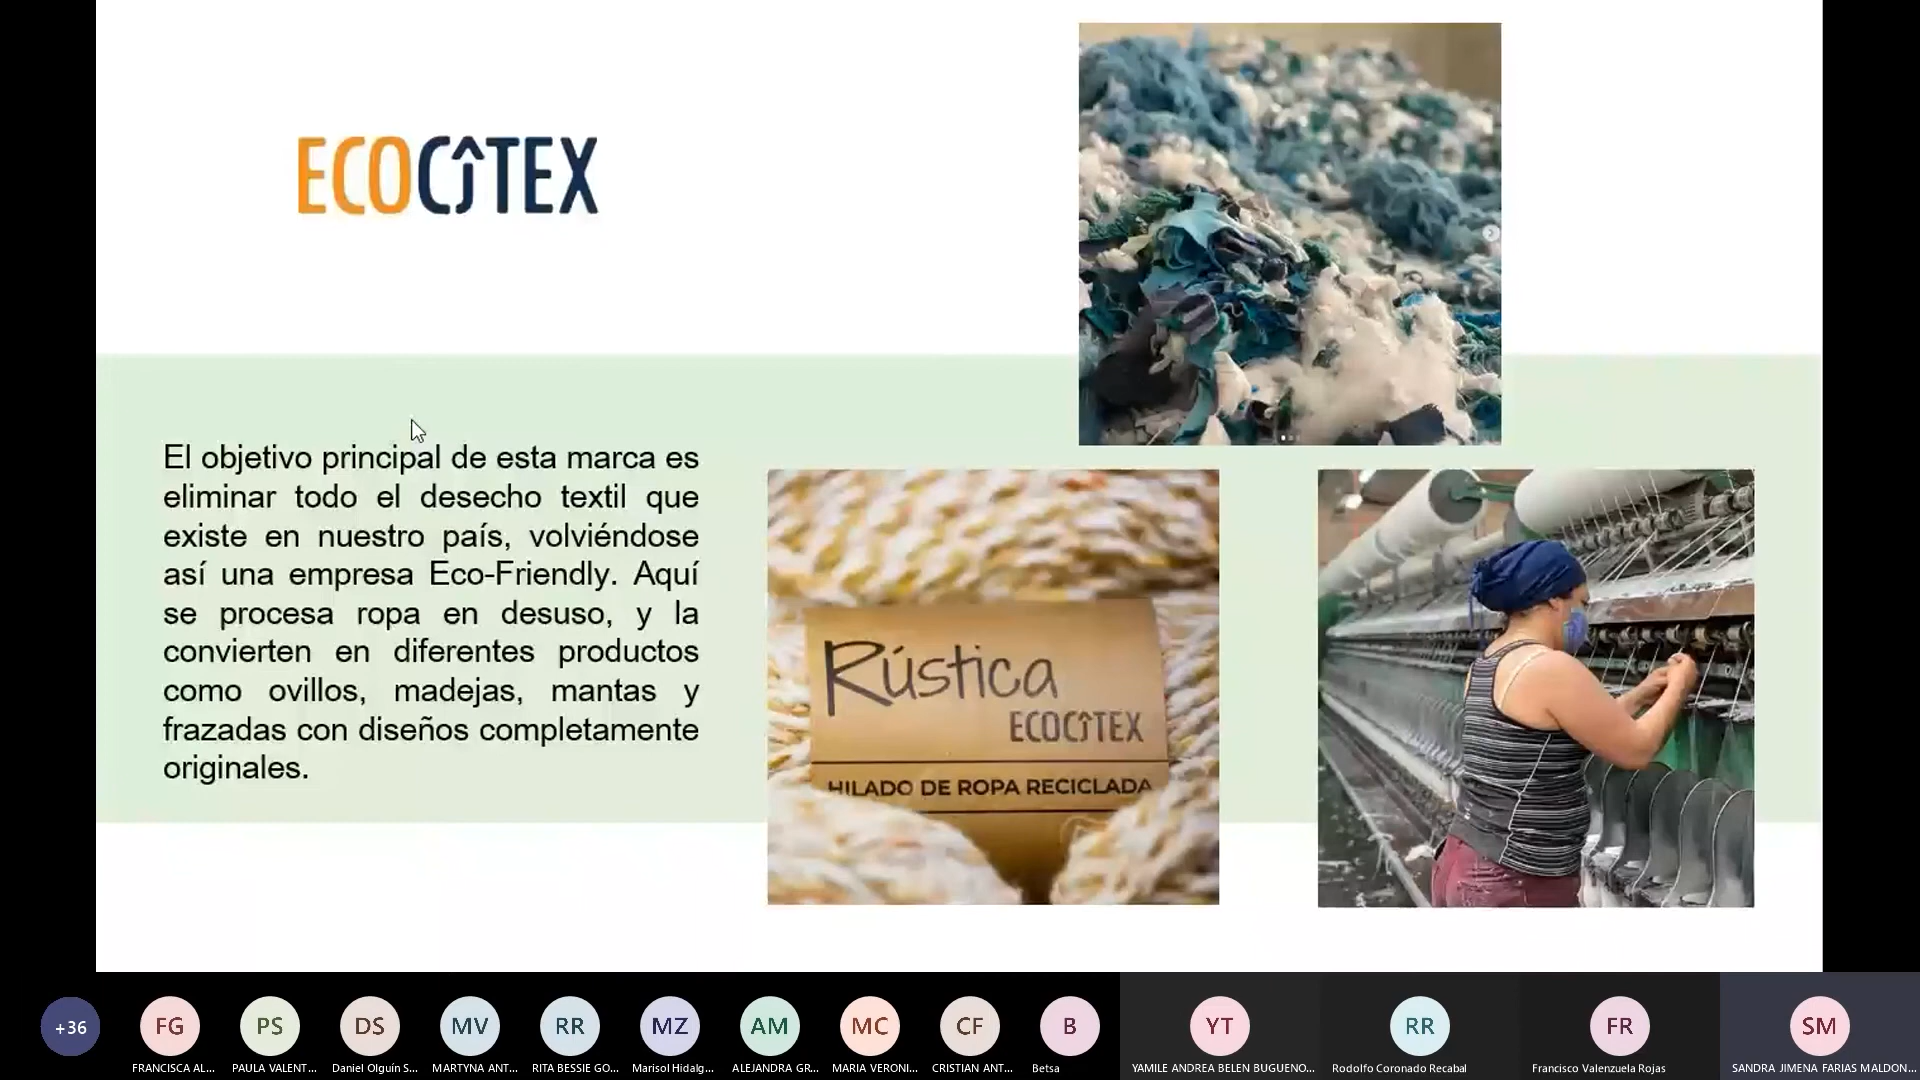 ECOCITEX
El objetivo principal de esta marca es
eliminar todo el desecho textil que
existe en nuestro país, volviéndose
así una empresa Eco-Friendly. Aquí
se procesa ropa en desuso, y la
convierten en diferentes productos
como ovillos, madejas, mantas y
frazadas con diseños completamente
originales.
Rústica
ECOCITEX
HILADO DE ROPA RECICLADA
+36
FG
PS
DS
MV
RR
MZ
AM
MC
CF
B
YT
RR
FR
SM
FRANCISCA AL...
PAULA VALENT...
Daniel Olguín S...
MARTYNA ANT...
RITA BESSIE GO...
Marisol Hidalg...
ALEJANDRA GR...
MARIA VERONI...
CRISTIAN ANT...
Betsa
YAMILE ANDREA BELEN BUGUENO...
Rodolfo Coronado Recabal
Francisco Valenzuela Rojas
SANDRA JIMENA FARIAS MALDON...